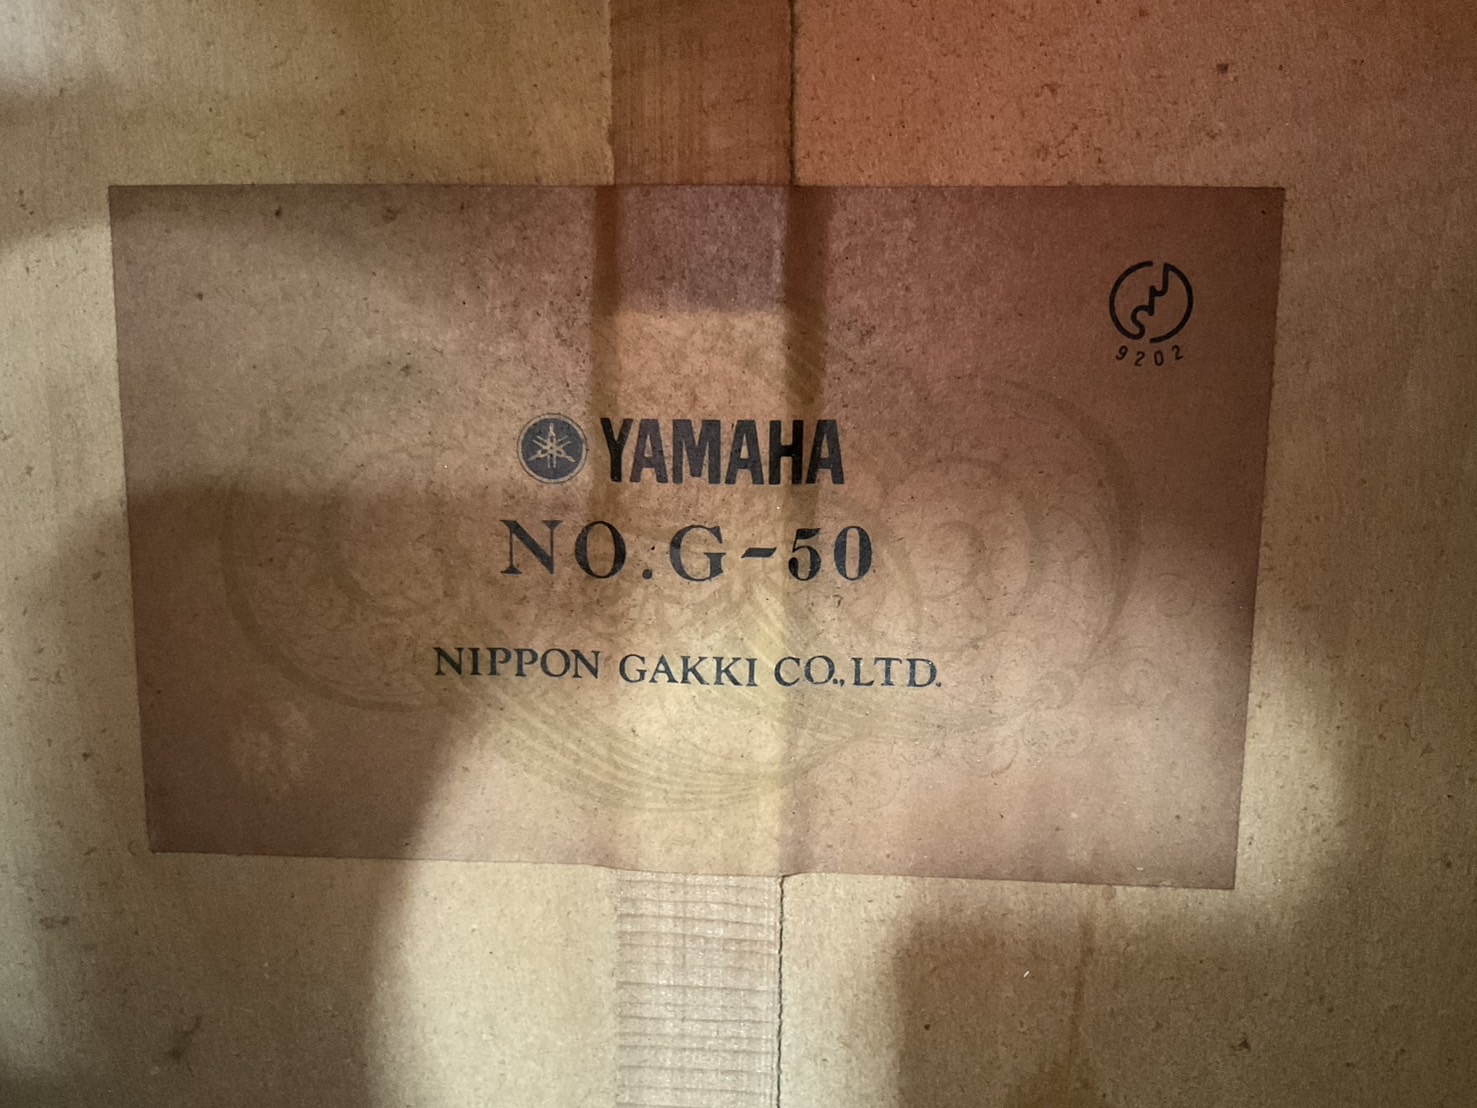 9202
YAMAHA
NO. G-50
NIPPON GAKKI CO., LTD.